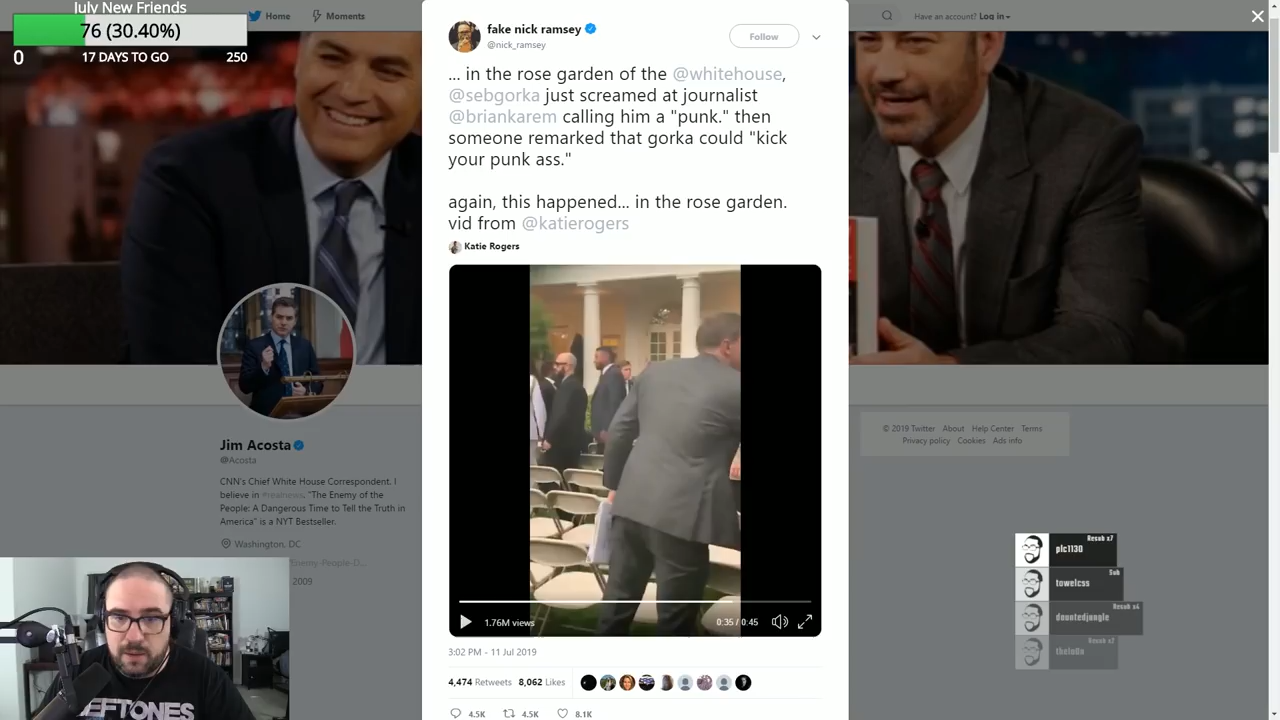 July New Friends
76 (30.40%)
0
17 DAYS TO GO
250
Home
Moments
Have an account? Log in
fake nick ramsey
@nick_ramsey
Follow
... in the rose garden of the @whitehouse,
@sebgorka just screamed at journalist
@briankarem calling him a "punk." then
someone remarked that gorka could "kick
your punk ass."
again, this happened... in the rose garden.
vid from @katierogers
Katie Rogers
1.76M views
0:35 / 0:45
3:02 PM - 11 Jul 2019
4,474 Retweets 8,062 Likes
4.5K
4.5K
8.1K
Jim Acosta
@Acosta
CNN's Chief White House Correspondent. I
believe in #realnews. "The Enemy of the
People: A Dangerous Time to Tell the Truth in
America" is a NYT Bestseller.
Washington, DC
Enemy-People-D...
2009
© 2019 Twitter About Help Center Terms
Privacy policy Cookies Ads info
Resub x7
plc1130
Sub
towelcss
Resub x4
dauntedjangle
DEFTONES